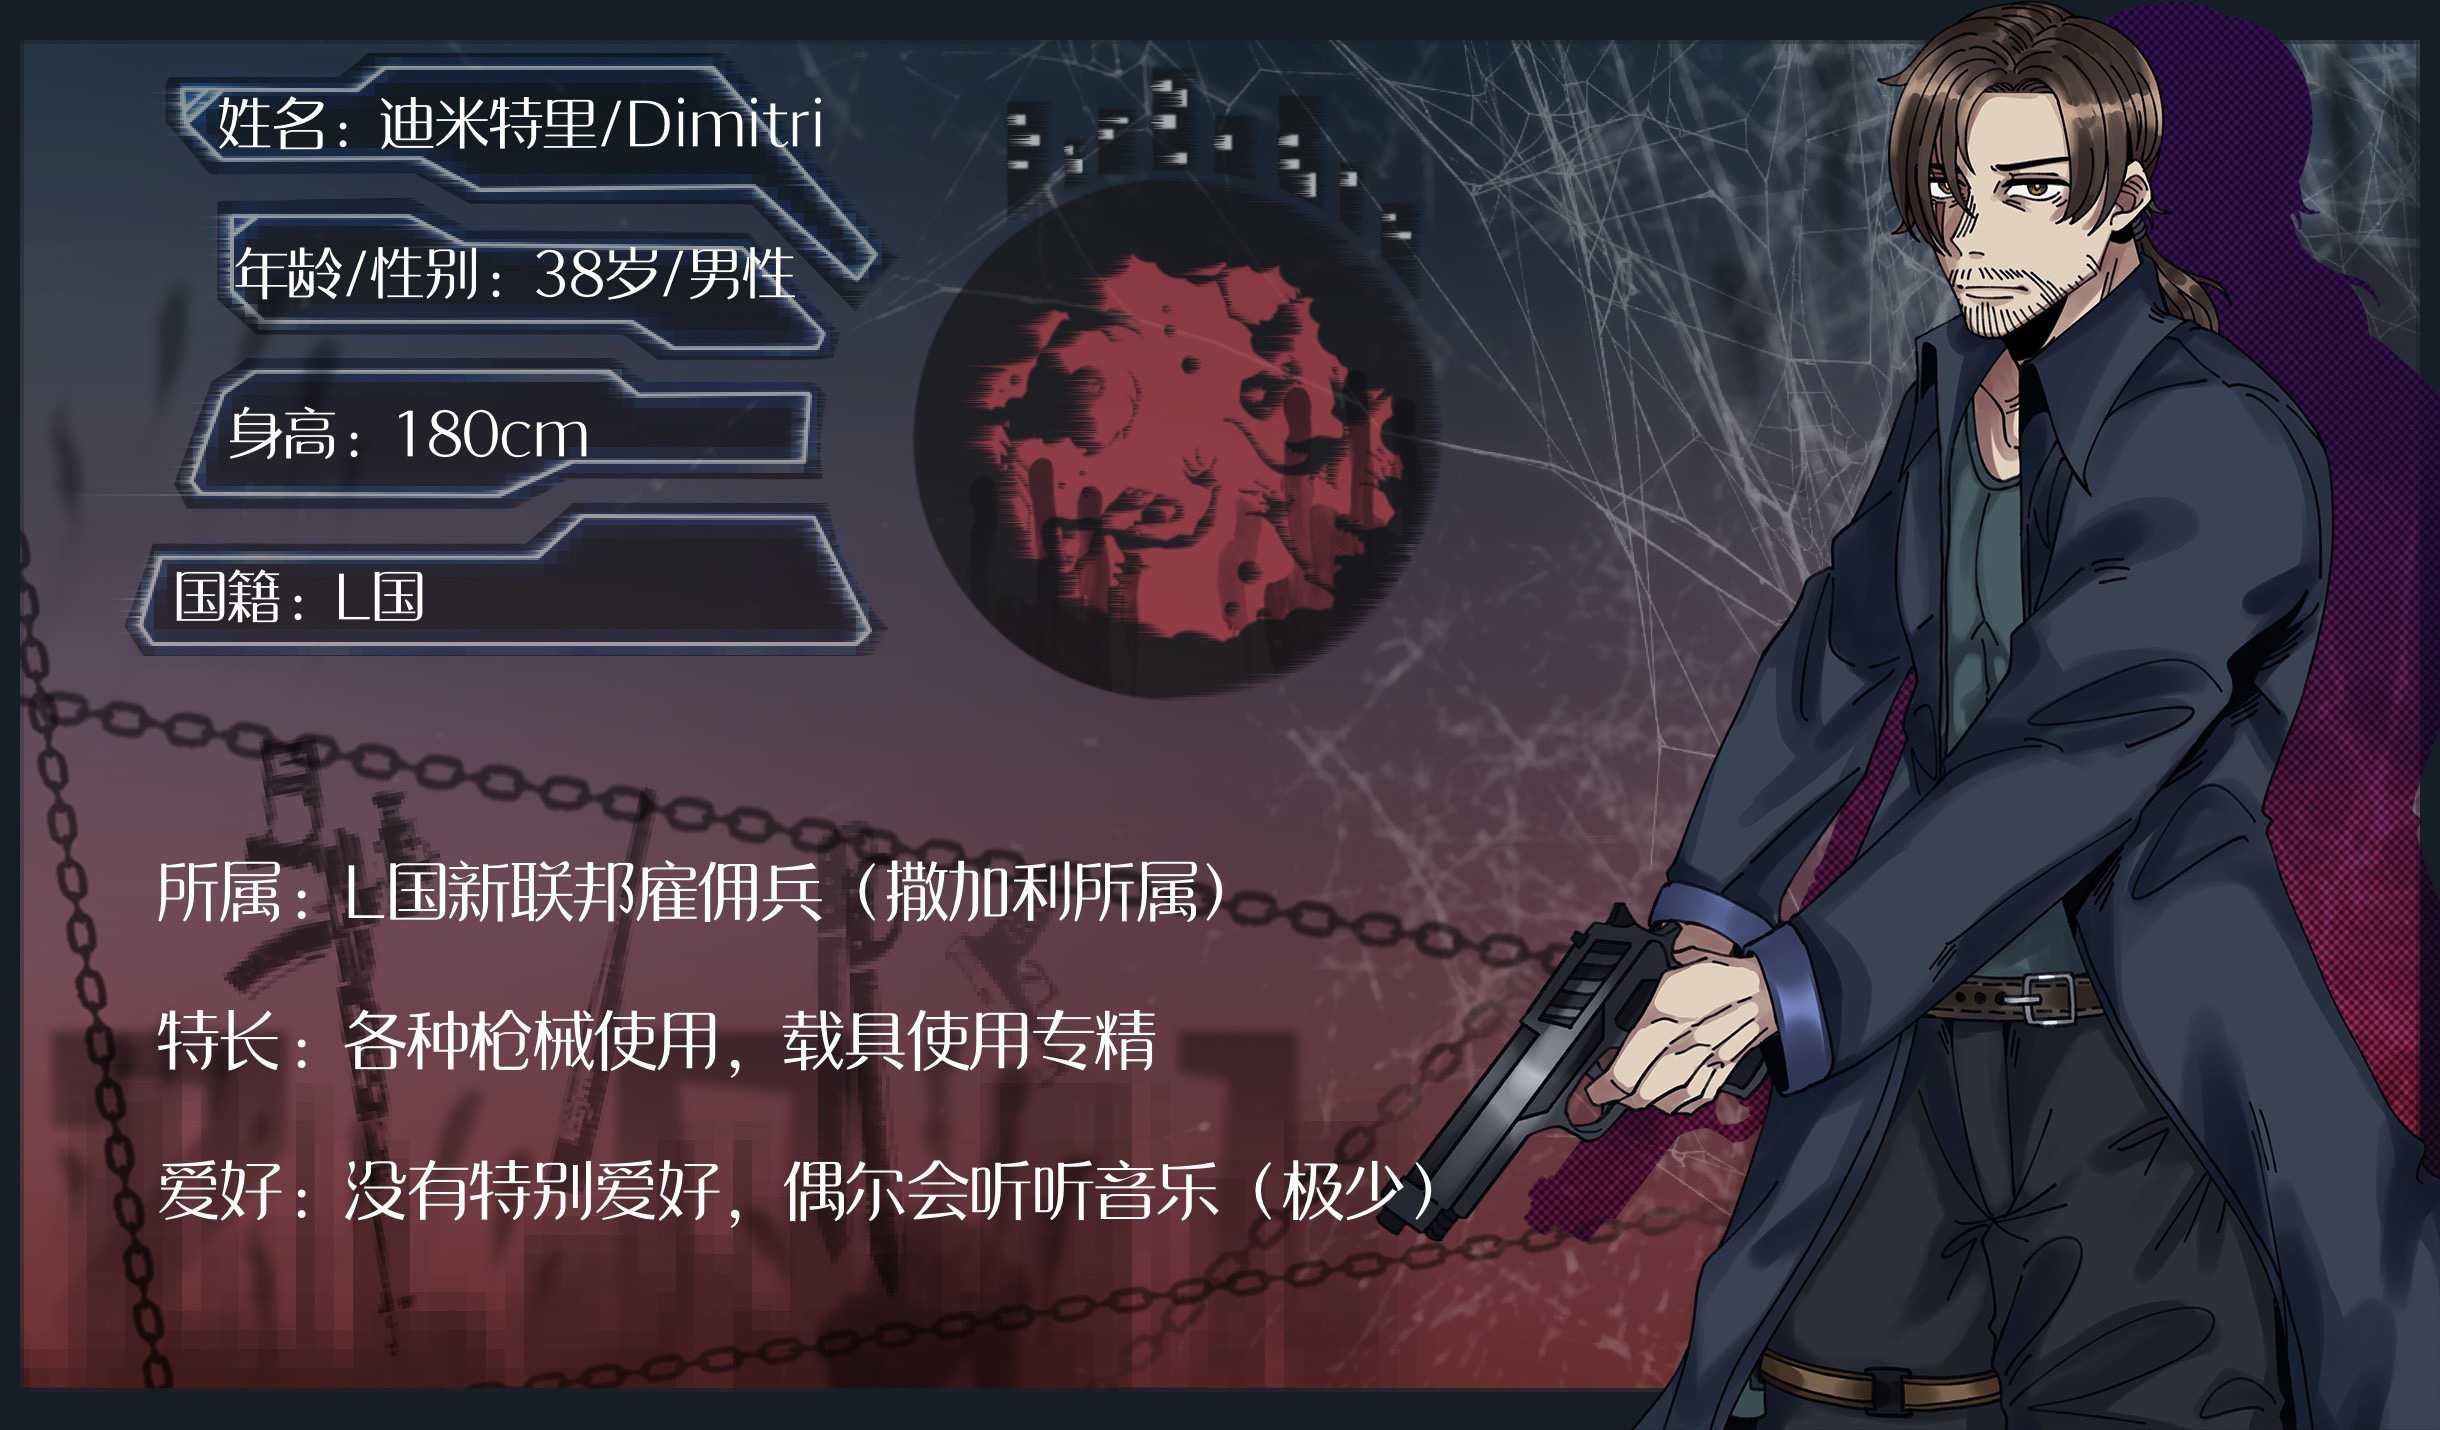 姓名：迪米特里/Dimitri
年龄/性别：38岁/男性
身高：180cm
国籍：L国
所属：L国新联邦雇佣兵（撒加利所属）
特长：各种枪械使用，载具使用专精
爱好：没有特别爱好，偶尔会听听音乐（极少）